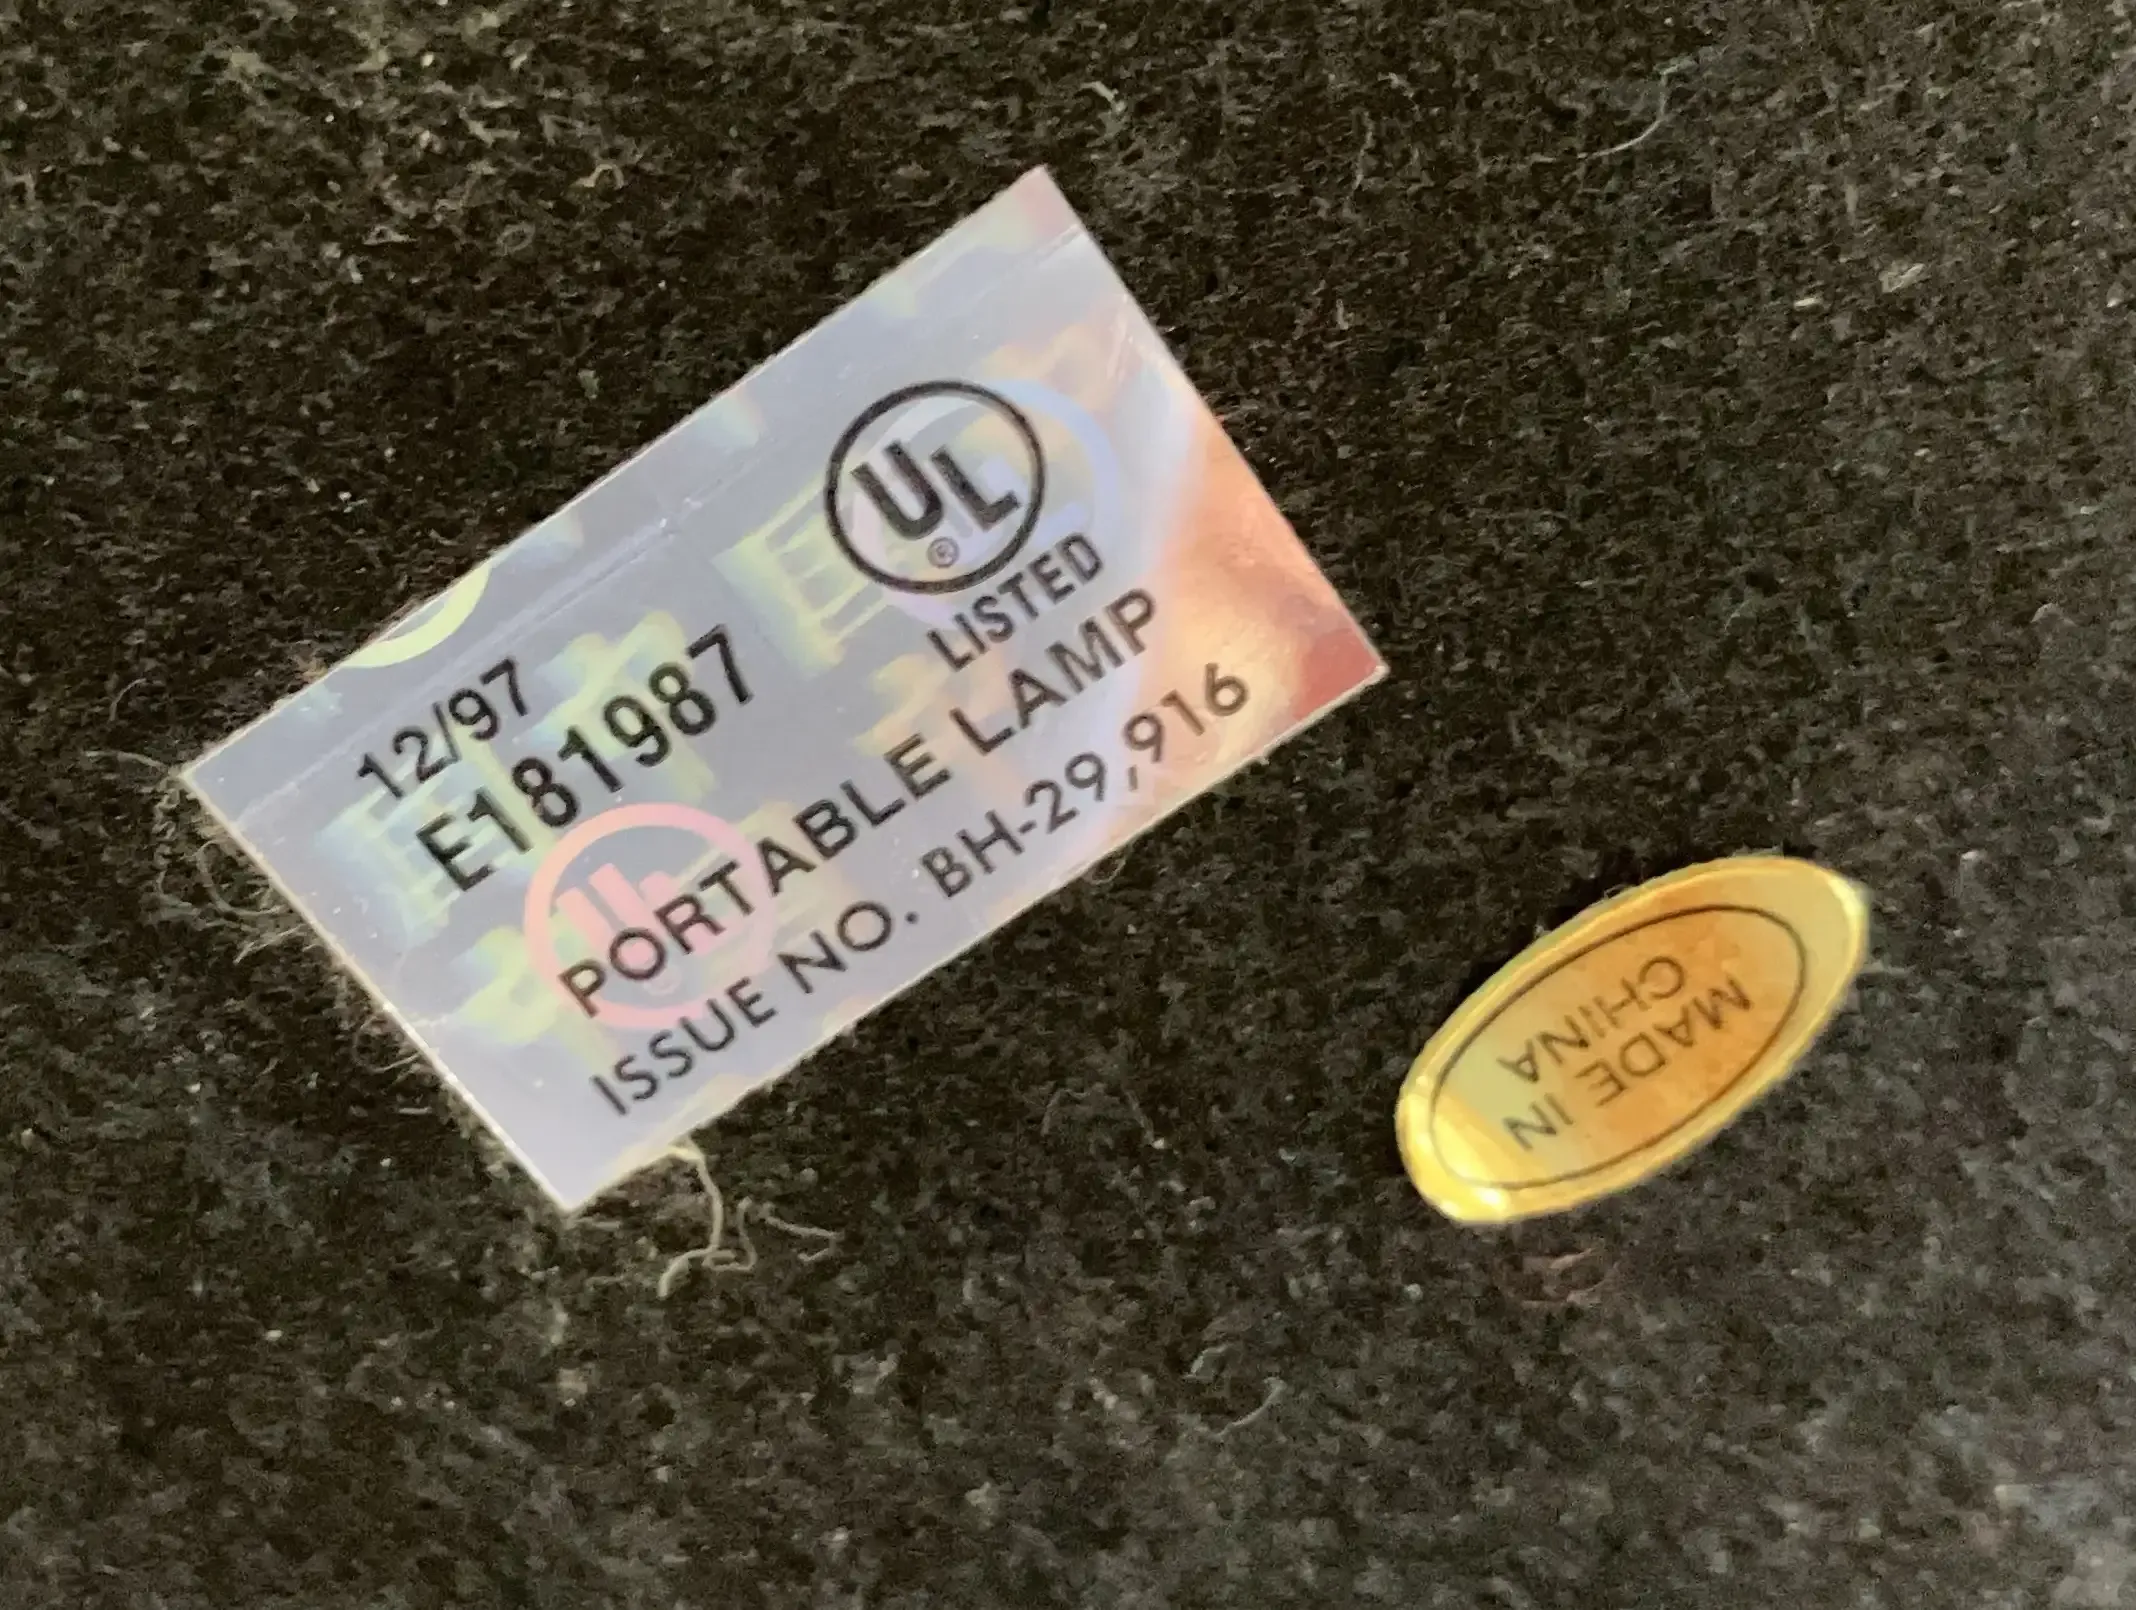 UL
®
LISTED
12/97
E181987
PORTABLE LAMP
ISSUE NO. BH-29,916
MADE IN
CHINA